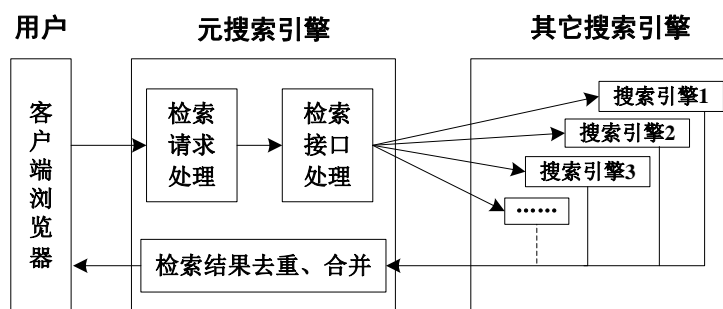 用户
元搜索引擎
其它搜索引擎
客户端浏览器
检索
请求
处理
检索
接口
处理
搜索引擎1
搜索引擎2
搜索引擎3
……
检索结果去重、合并